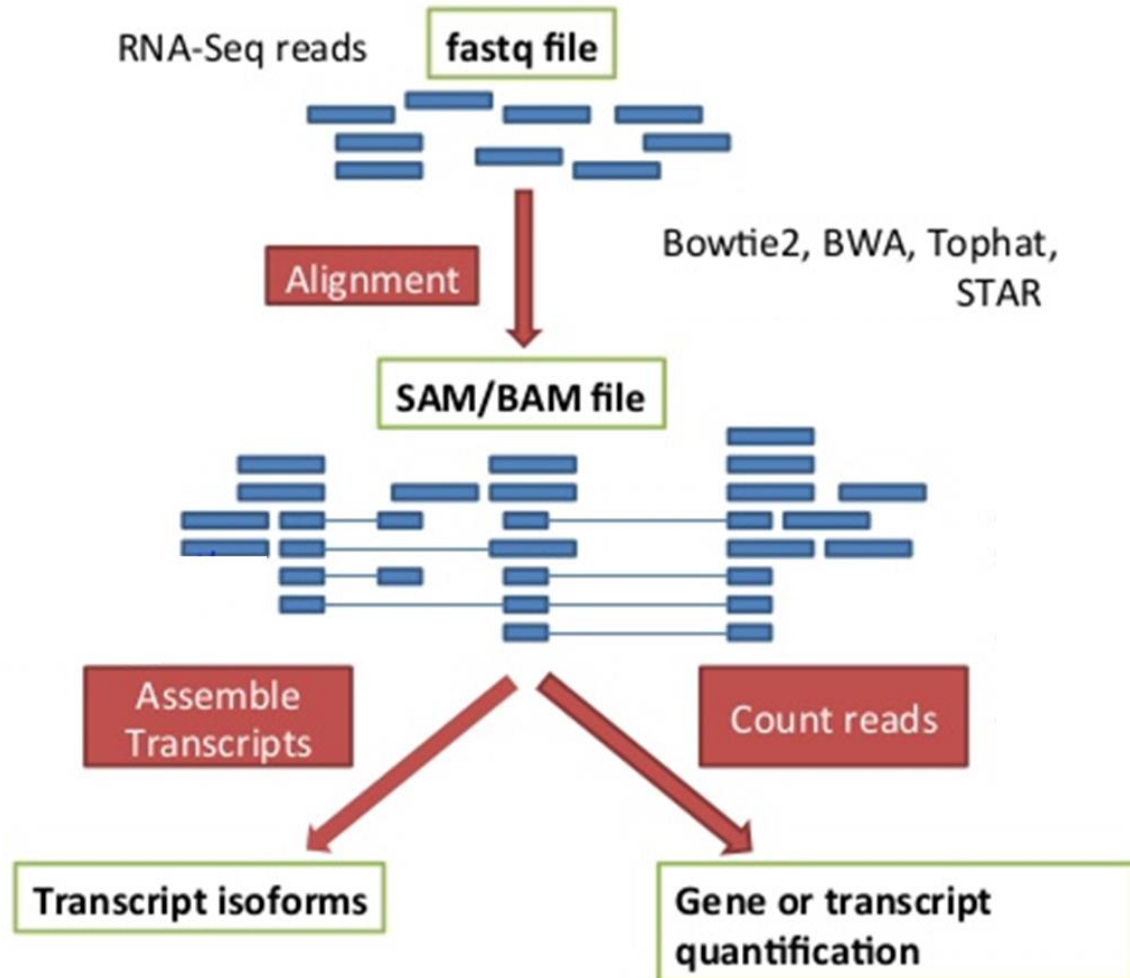 RNA-Seq reads
fastq file
Alignment
Bowtie2, BWA, Tophat,
STAR
SAM/BAM file
Assemble
Transcripts
Count reads
Transcript isoforms
Gene or transcript
quantification